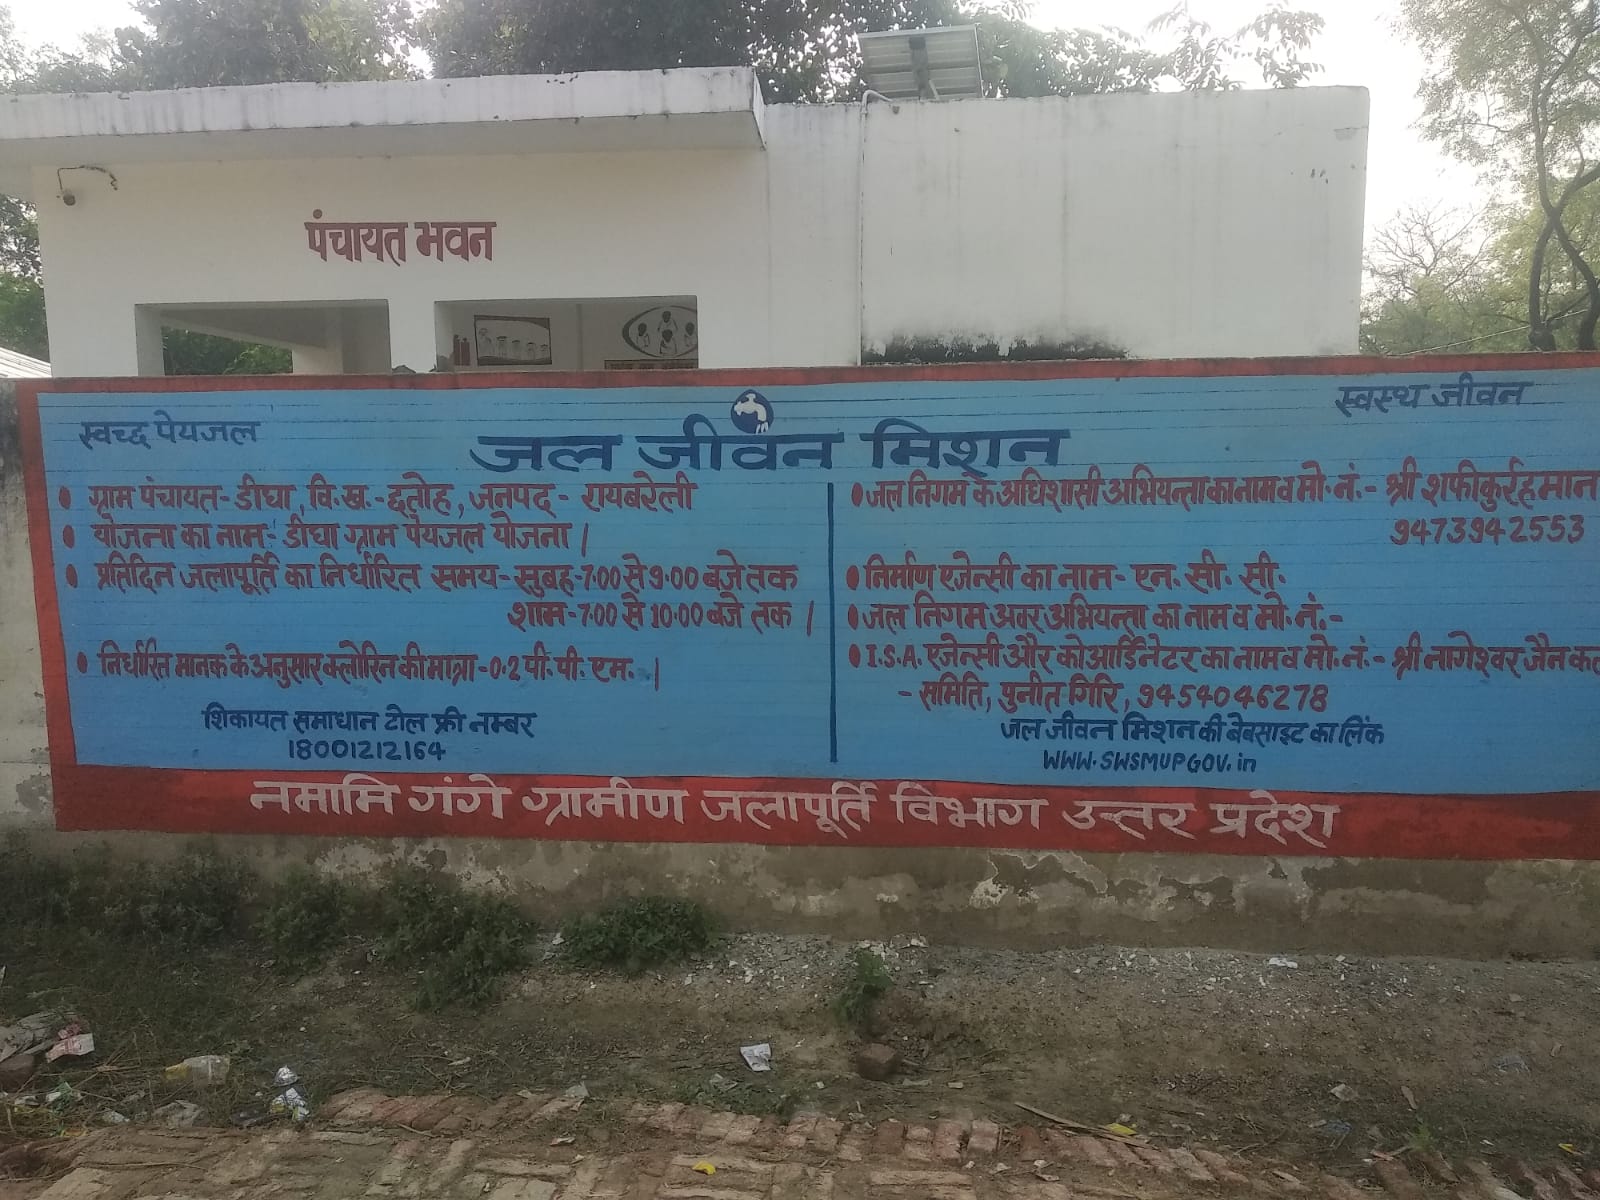 पंचायत भवन
स्वच्छ पेयजल
स्वस्थ जीवन
जल जीवन मिशन
• ग्राम पंचायत- डीघा, वि.ख.-छतोह, जनपद- रायबरेली
• योजना का नाम- डीघा ग्राम पेयजल योजना।
• प्रतिदिन जलापूर्ति का निर्धारित समय- सुबह-7.00 से 9.00 बजे तक
शाम-7.00 से 10.00 बजे तक।
• निर्धारित मानक के अनुसार क्लोरिन की मात्रा-0.2 पी. पी. एम.।
शिकायत समाधान टोल फ्री नम्बर
18001212164
• जल निगम के अधिशासी अभियन्ता का नाम व मो. नं.- श्री शफीकुर्रहमान
9473942553
• निर्माण एजेन्सी का नाम- एन. सी. सी.
• जल निगम अवर अभियन्ता का नाम व मो. नं.-
• I.S.A. एजेन्सी और कोआर्डिनेटर का नाम व मो. नं.- श्री नागेश्वर जैन
- समिति, पुनीत गिरि, 9454046278
जल जीवन मिशन की बेबसाइट का लिंक
WWW.SWSMUPGOV.in
नमामि गंगे ग्रामीण जलापूर्ति विभाग उत्तर प्रदेश